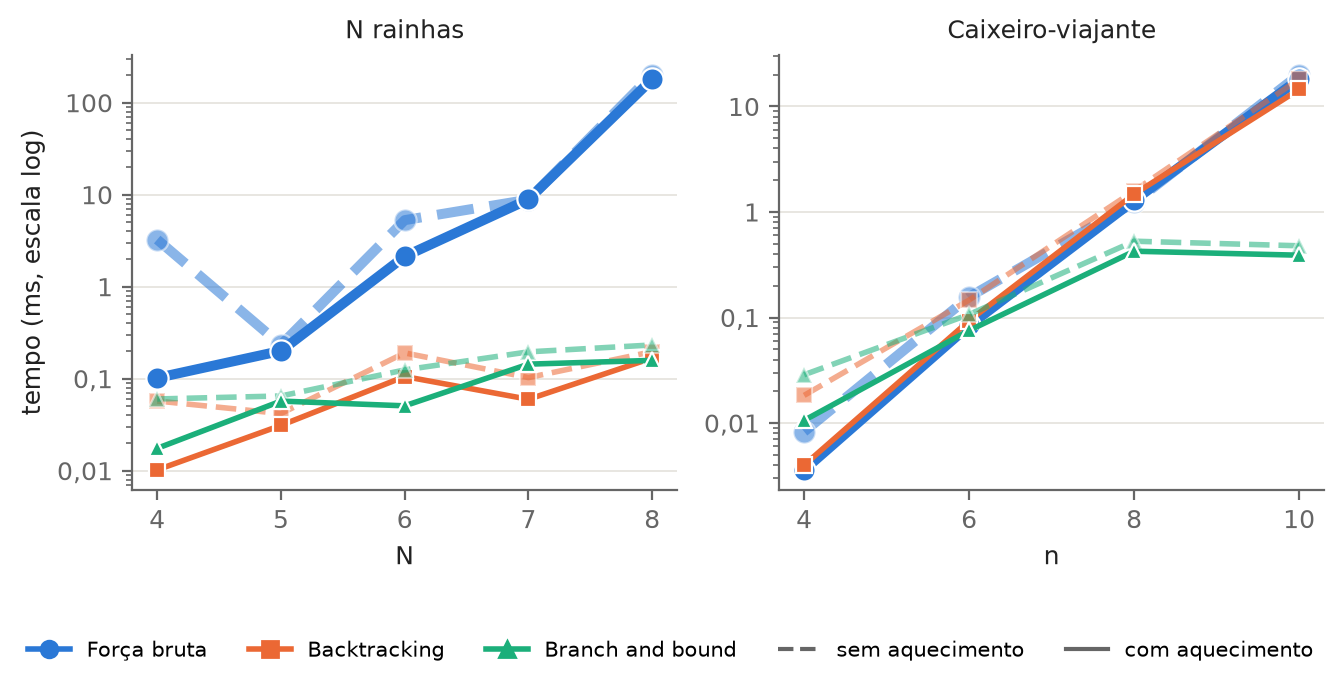 N rainhas
Caixeiro-viajante
tempo (ms, escala log)
100
10
1
0,1
0,01
4 5 6 7 8
N
10
1
0,1
0,01
4 6 8 10
n
Força bruta Backtracking Branch and bound sem aquecimento com aquecimento